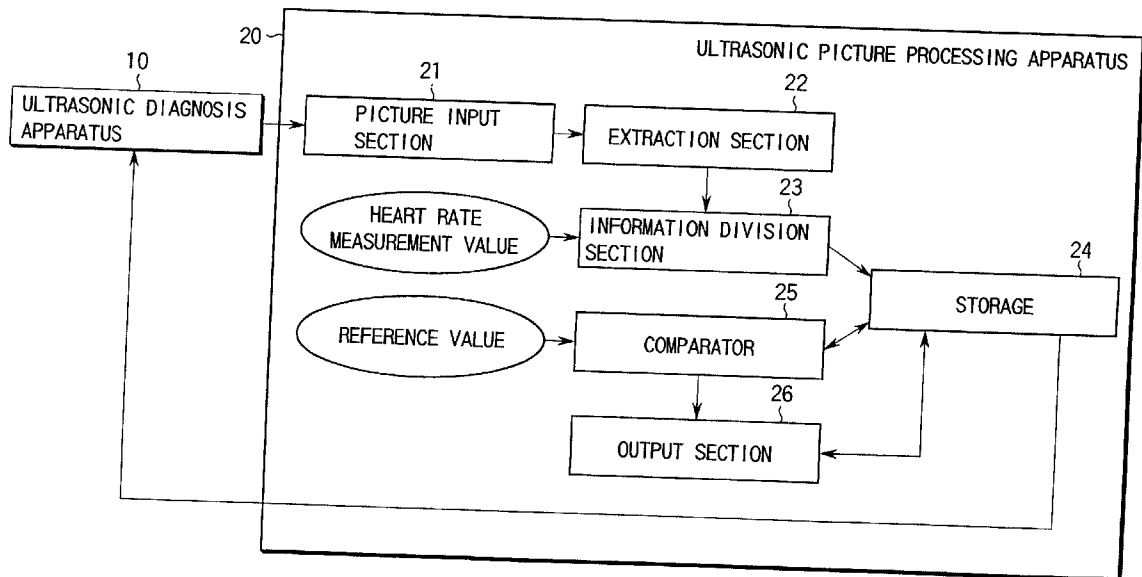 20
ULTRASONIC PICTURE PROCESSING APPARATUS
10
ULTRASONIC DIAGNOSIS
APPARATUS
21
PICTURE INPUT
SECTION
22
EXTRACTION SECTION
HEART RATE
MEASUREMENT VALUE
23
INFORMATION DIVISION
SECTION
24
STORAGE
REFERENCE VALUE
25
COMPARATOR
26
OUTPUT SECTION